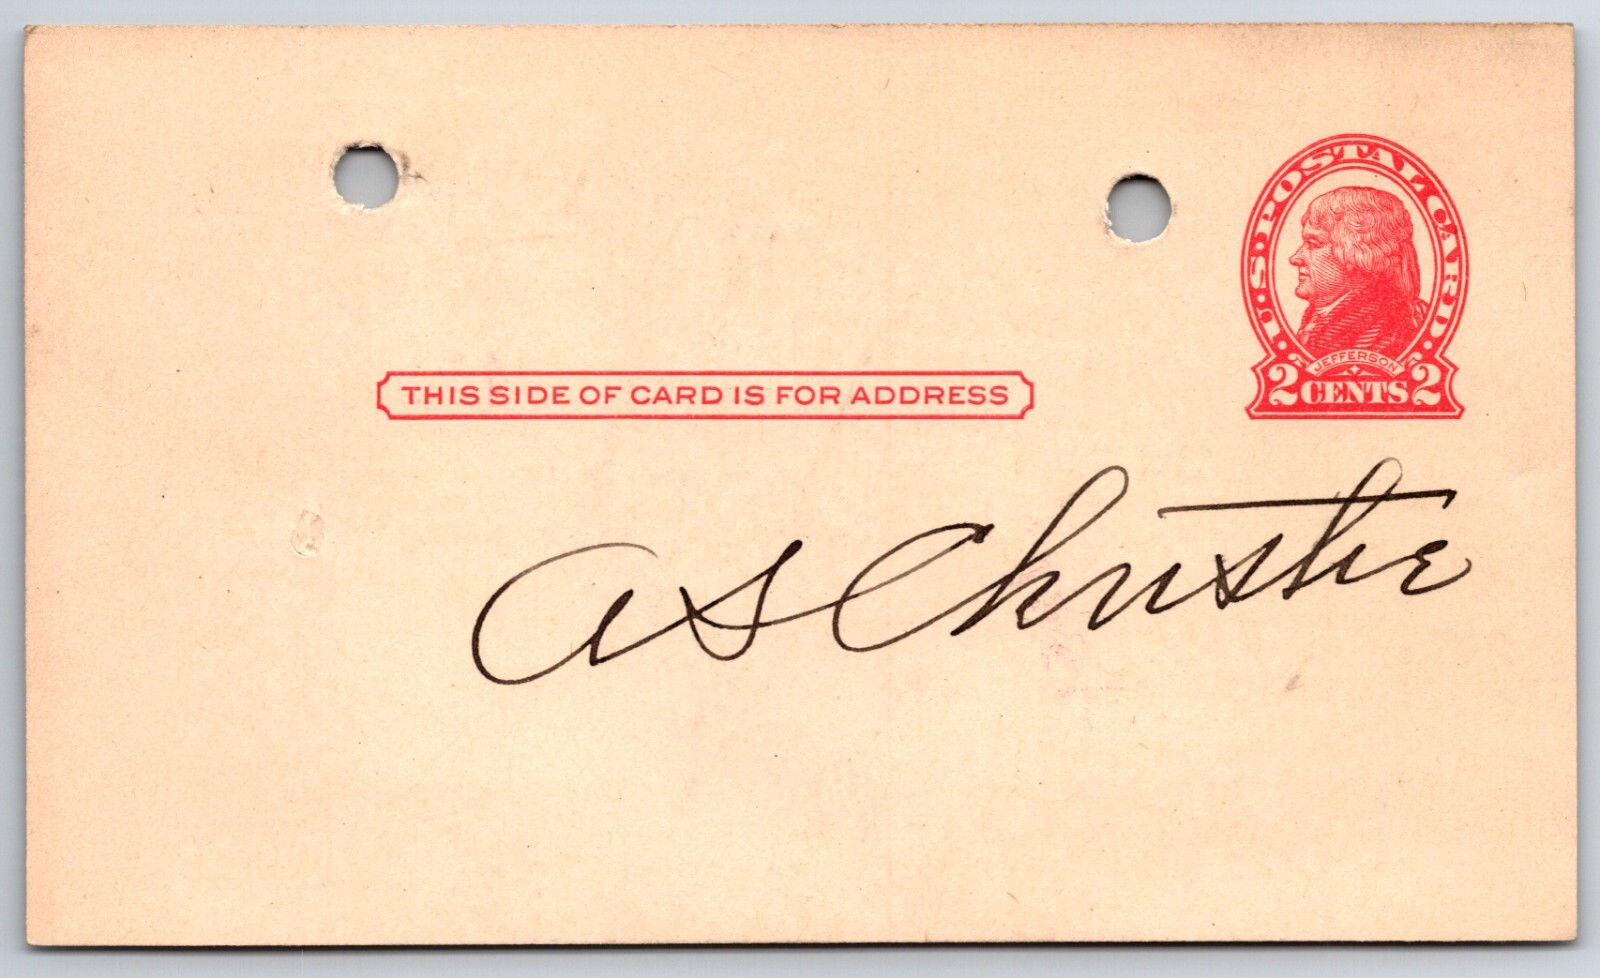 U.S. POSTAL CARD
JEFFERSON
2 CENTS 2
THIS SIDE OF CARD IS FOR ADDRESS
A S Christie